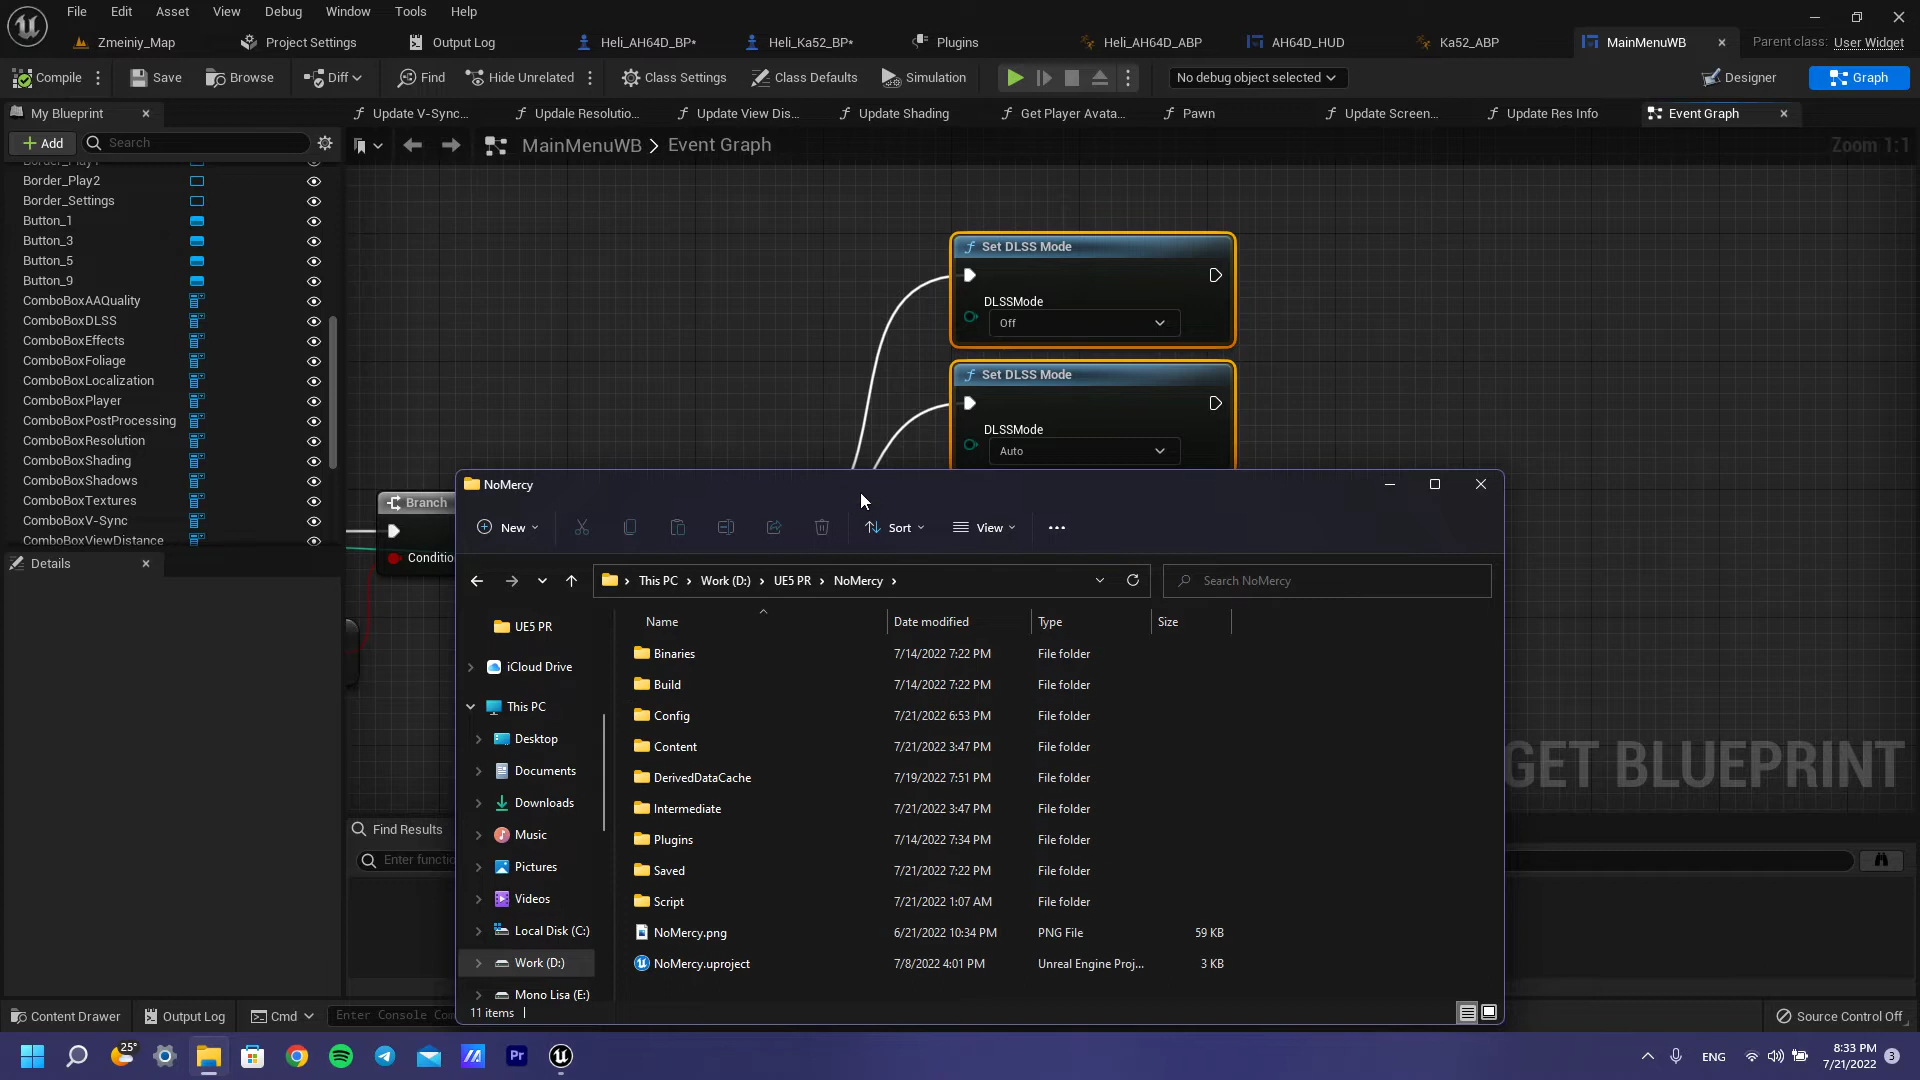 File Edit Asset View Debug Window Tools Help
Zmeiniy_Map Project Settings Output Log Heli_AH64D_BP* Heli_Ka52_BP* Plugins Heli_AH64D_ABP AH64D_HUD Ka52_ABP MainMenuWB Parent class: User Widget
Compile Save Browse Diff Find Hide Unrelated Class Settings Class Defaults Simulation No debug object selected Designer Graph
My Blueprint Update V-Sync... Updale Resolutio... Update View Dis... Update Shading Get Player Avata... Pawn Update Screen... Update Res Info Event Graph
Add Search MainMenuWB > Event Graph Zoom 1:1
Border_Play1
Border_Play2
Border_Settings
Button_1
Button_3
Button_5
Button_9
ComboBoxAAQuality
ComboBoxDLSS
ComboBoxEffects
ComboBoxFoliage
ComboBoxLocalization
ComboBoxPlayer
ComboBoxPostProcessing
ComboBoxResolution
ComboBoxShading
ComboBoxShadows
ComboBoxTextures
ComboBoxV-Sync
ComboBoxViewDistance
Details
Set DLSS Mode
DLSSMode
Off
Set DLSS Mode
DLSSMode
Auto
Branch
Conditio
NoMercy
New Sort View
This PC > Work (D:) > UE5 PR > NoMercy > Search NoMercy
UE5 PR
iCloud Drive
This PC
Desktop
Documents
Downloads
Music
Pictures
Videos
Local Disk (C:)
Work (D:)
Mono Lisa (E:)
Name Date modified Type Size
Binaries 7/14/2022 7:22 PM File folder
Build 7/14/2022 7:22 PM File folder
Config 7/21/2022 6:53 PM File folder
Content 7/21/2022 3:47 PM File folder
DerivedDataCache 7/19/2022 7:51 PM File folder
Intermediate 7/21/2022 3:47 PM File folder
Plugins 7/14/2022 7:34 PM File folder
Saved 7/21/2022 7:22 PM File folder
Script 7/21/2022 1:07 AM File folder
NoMercy.png 6/21/2022 10:34 PM PNG File 59 KB
NoMercy.uproject 7/8/2022 4:01 PM Unreal Engine Proj... 3 KB
11 items
GET BLUEPRINT
Find Results
Enter functio
Content Drawer Output Log Cmd Enter Console Com Source Control Off
25° Pr ENG 8:33 PM
7/21/2022 3